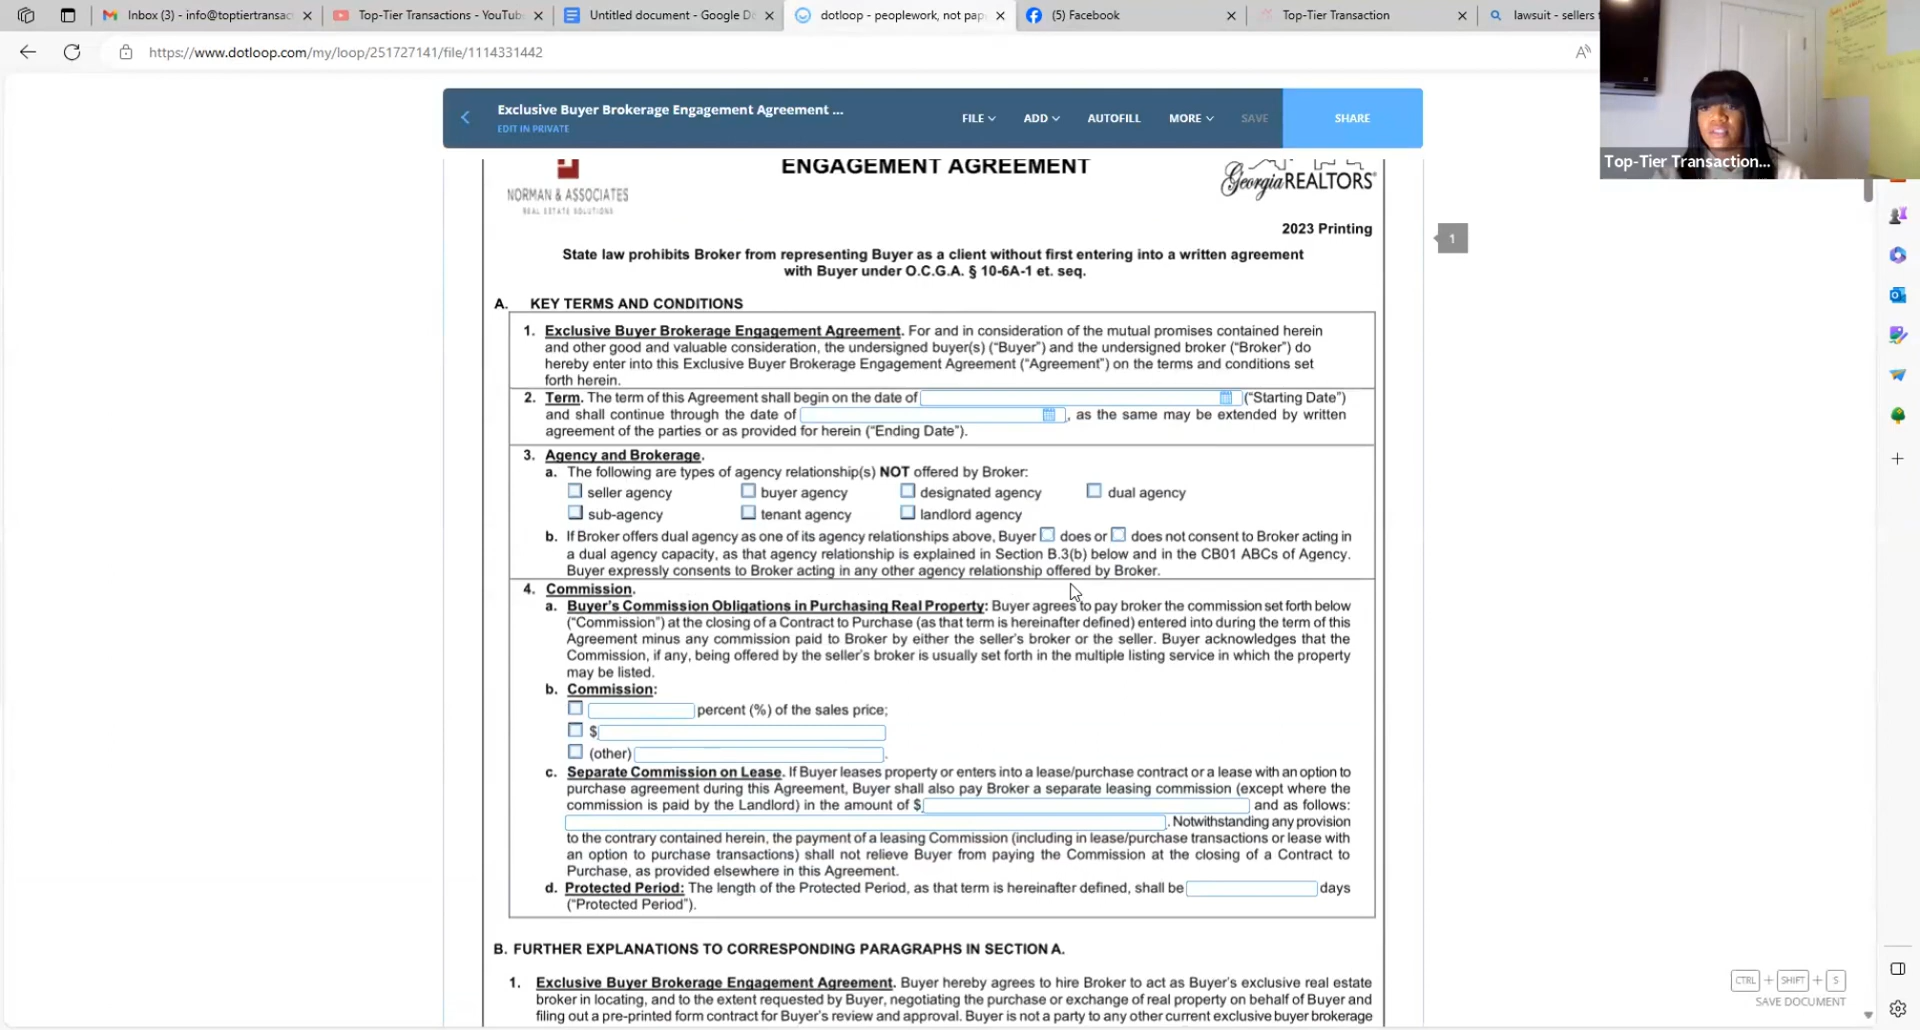 Inbox (3) - info@toptiertransac
Top-Tier Transactions - YouTub
Untitled document - Google D
dotloop - peoplework, not pap
(5) Facebook
Top-Tier Transaction
lawsuit - sellers
https://www.dotloop.com/my/loop/251727141/file/1114331442
Top-Tier Transaction...
Exclusive Buyer Brokerage Engagement Agreement ...
EDIT IN PRIVATE
FILE
ADD
AUTOFILL
MORE
SAVE
SHARE
ENGAGEMENT AGREEMENT
NORMAN & ASSOCIATES
REAL ESTATE SOLUTIONS
GeorgiaREALTORS®
2023 Printing
1
State law prohibits Broker from representing Buyer as a client without first entering into a written agreement
with Buyer under O.C.G.A. § 10-6A-1 et. seq.
A. KEY TERMS AND CONDITIONS
1. Exclusive Buyer Brokerage Engagement Agreement. For and in consideration of the mutual promises contained herein
and other good and valuable consideration, the undersigned buyer(s) (“Buyer”) and the undersigned broker (“Broker”) do
hereby enter into this Exclusive Buyer Brokerage Engagement Agreement (“Agreement”) on the terms and conditions set
forth herein.
2. Term. The term of this Agreement shall begin on the date of (“Starting Date”)
and shall continue through the date of , as the same may be extended by written
agreement of the parties or as provided for herein (“Ending Date”).
3. Agency and Brokerage.
a. The following are types of agency relationship(s) NOT offered by Broker:
seller agency buyer agency designated agency dual agency
sub-agency tenant agency landlord agency
b. If Broker offers dual agency as one of its agency relationships above, Buyer does or does not consent to Broker acting in
a dual agency capacity, as that agency relationship is explained in Section B.3(b) below and in the CB01 ABCs of Agency.
Buyer expressly consents to Broker acting in any other agency relationship offered by Broker.
4. Commission.
a. Buyer’s Commission Obligations in Purchasing Real Property: Buyer agrees to pay broker the commission set forth below
(“Commission”) at the closing of a Contract to Purchase (as that term is hereinafter defined) entered into during the term of this
Agreement minus any commission paid to Broker by either the seller’s broker or the seller. Buyer acknowledges that the
Commission, if any, being offered by the seller’s broker is usually set forth in the multiple listing service in which the property
may be listed.
b. Commission:
percent (%) of the sales price;
$
(other) .
c. Separate Commission on Lease. If Buyer leases property or enters into a lease/purchase contract or a lease with an option to
purchase agreement during this Agreement, Buyer shall also pay Broker a separate leasing commission (except where the
commission is paid by the Landlord) in the amount of $ and as follows:
. Notwithstanding any provision
to the contrary contained herein, the payment of a leasing Commission (including in lease/purchase transactions or lease with
an option to purchase transactions) shall not relieve Buyer from paying the Commission at the closing of a Contract to
Purchase, as provided elsewhere in this Agreement.
d. Protected Period: The length of the Protected Period, as that term is hereinafter defined, shall be days
(“Protected Period”).
B. FURTHER EXPLANATIONS TO CORRESPONDING PARAGRAPHS IN SECTION A.
1. Exclusive Buyer Brokerage Engagement Agreement. Buyer hereby agrees to hire Broker to act as Buyer’s exclusive real estate
broker in locating, and to the extent requested by Buyer, negotiating the purchase or exchange of real property on behalf of Buyer and
filing out a pre-printed form contract for Buyer’s review and approval. Buyer is not a party to any other current exclusive buyer brokerage
CTRL + SHIFT + S
SAVE DOCUMENT